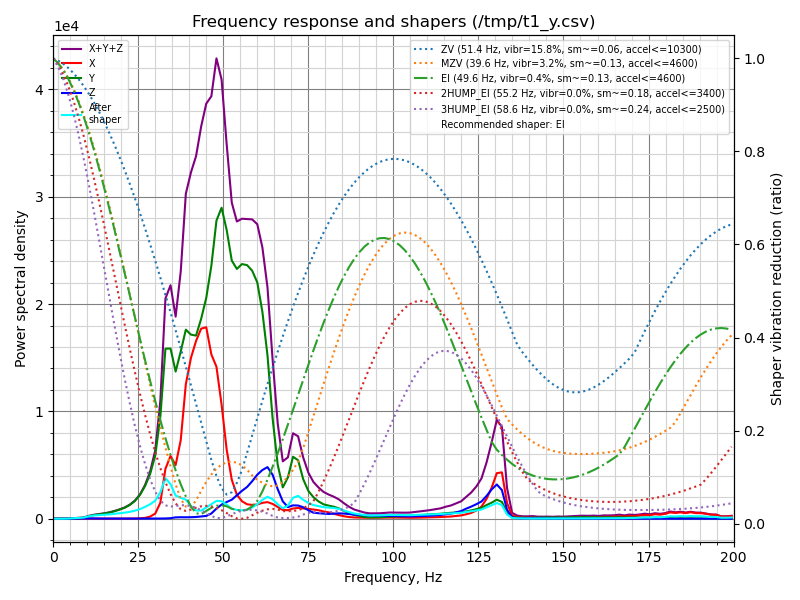 Frequency response and shapers (/tmp/t1_y.csv)
1e4
X+Y+Z
X
Y
Z
After
shaper
ZV (51.4 Hz, vibr=15.8%, sm~=0.06, accel<=10300)
MZV (39.6 Hz, vibr=3.2%, sm~=0.13, accel<=4600)
EI (49.6 Hz, vibr=0.4%, sm~=0.13, accel<=4600)
2HUMP_EI (55.2 Hz, vibr=0.0%, sm~=0.18, accel<=3400)
3HUMP_EI (58.6 Hz, vibr=0.0%, sm~=0.24, accel<=2500)
Recommended shaper: EI
Power spectral density
4
3
2
1
0
1.0
0.8
0.6
0.4
0.2
0.0
Shaper vibration reduction (ratio)
0 25 50 75 100 125 150 175 200
Frequency, Hz